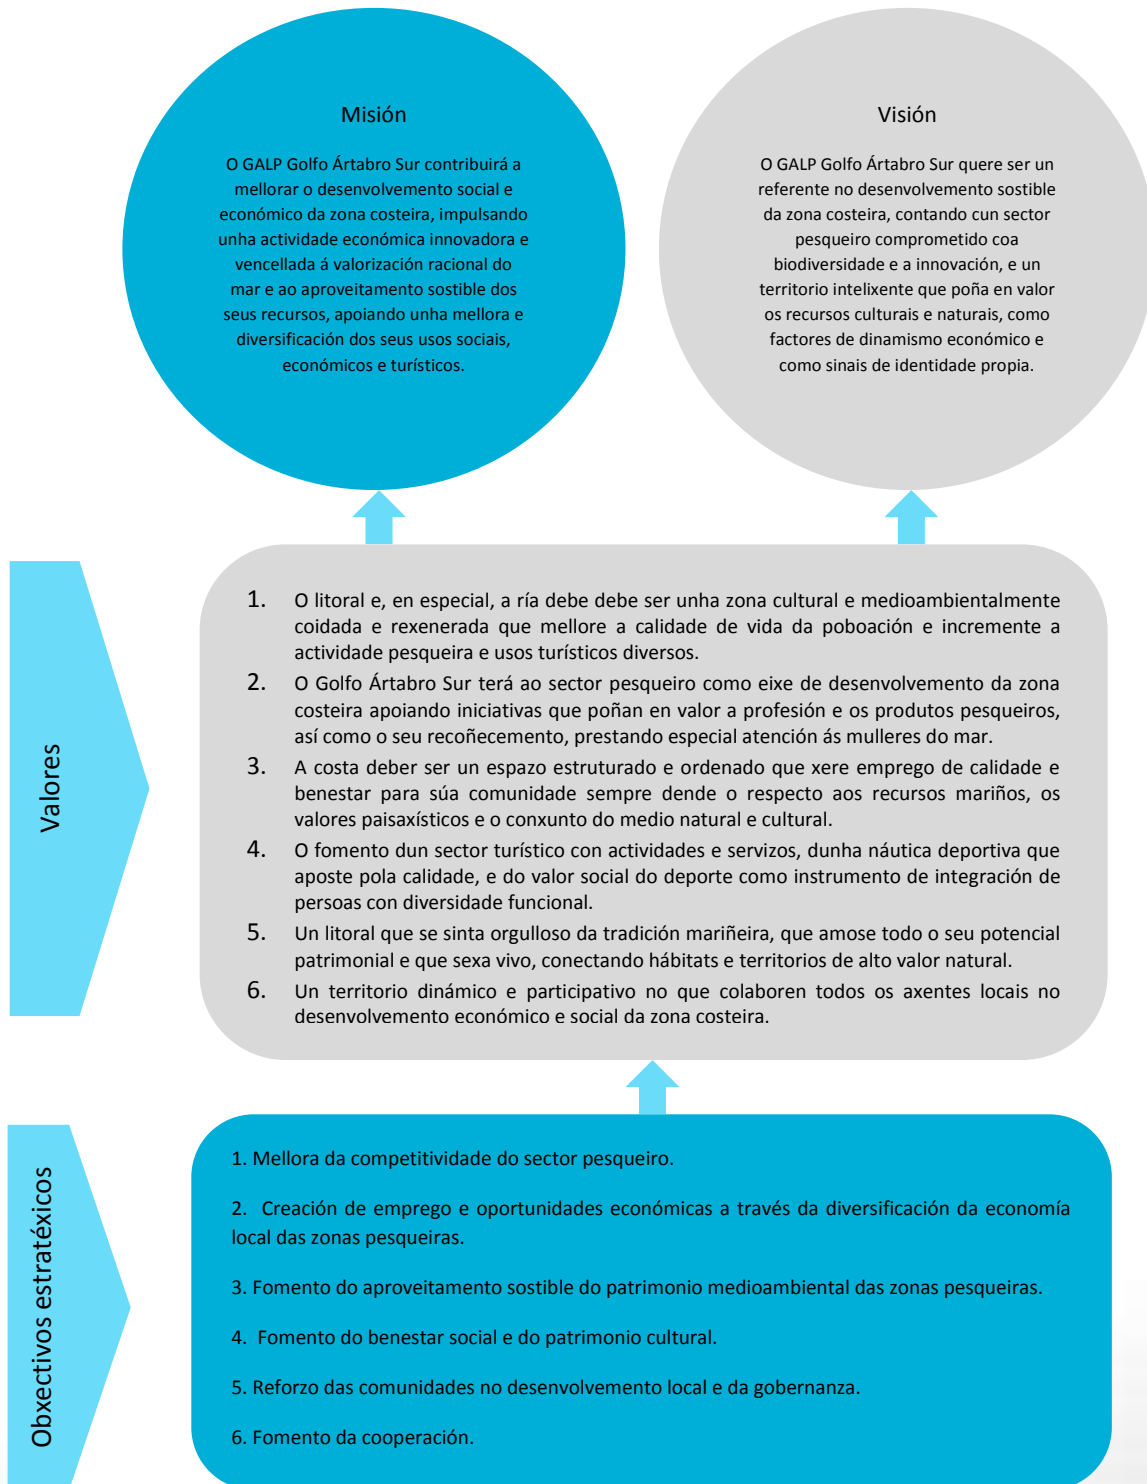 Misión
O GALP Golfo Ártabro Sur contribuirá a
mellorar o desenvolvemento social e
económico da zona costeira, impulsando
unha actividade económica innovadora e
vencellada á valorización racional do
mar e ao aproveitamento sostible dos
seus recursos, apoiando unha mellora e
diversificación dos seus usos sociais,
económicos e turísticos.
Visión
O GALP Golfo Ártabro Sur quere ser un
referente no desenvolvemento sostible
da zona costeira, contando cun sector
pesqueiro comprometido coa
biodiversidade e a innovación, e un
territorio intelixente que poña en valor
os recursos culturais e naturais, como
factores de dinamismo económico e
como sinais de identidade propia.
Valores
1. O litoral e, en especial, a ría debe debe ser unha zona cultural e medioambientalmente
coidada e rexenerada que mellore a calidade de vida da poboación e incremente a
actividade pesqueira e usos turísticos diversos.
2. O Golfo Ártabro Sur terá ao sector pesqueiro como eixe de desenvolvemento da zona
costeira apoiando iniciativas que poñan en valor a profesión e os produtos pesqueiros,
así como o seu recoñecemento, prestando especial atención ás mulleres do mar.
3. A costa deber ser un espazo estruturado e ordenado que xere emprego de calidade e
benestar para súa comunidade sempre dende o respecto aos recursos mariños, os
valores paisaxísticos e o conxunto do medio natural e cultural.
4. O fomento dun sector turístico con actividades e servizos, dunha náutica deportiva que
aposte pola calidade, e do valor social do deporte como instrumento de integración de
persoas con diversidade funcional.
5. Un litoral que se sinta orgulloso da tradición mariñeira, que amose todo o seu potencial
patrimonial e que sexa vivo, conectando hábitats e territorios de alto valor natural.
6. Un territorio dinámico e participativo no que colaboren todos os axentes locais no
desenvolvemento económico e social da zona costeira.
Obxectivos estratéxicos
1. Mellora da competitividade do sector pesqueiro.
2. Creación de emprego e oportunidades económicas a través da diversificación da economía
local das zonas pesqueiras.
3. Fomento do aproveitamento sostible do patrimonio medioambiental das zonas pesqueiras.
4. Fomento do benestar social e do patrimonio cultural.
5. Reforzo das comunidades no desenvolvemento local e da gobernanza.
6. Fomento da cooperación.